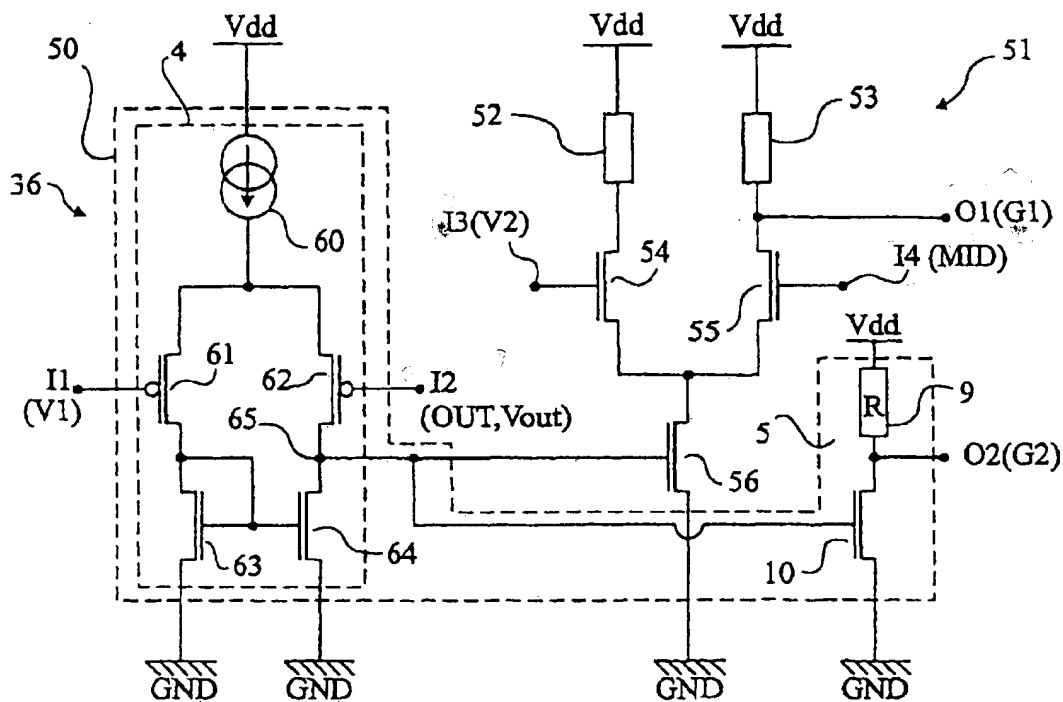 50
4
Vdd
Vdd
Vdd
51
52
53
36
60
I3(V2)
54
O1(G1)
I4 (MID)
55
Vdd
61
62
I1
(V1)
I2
(OUT,Vout)
65
5
R
9
56
O2(G2)
63
64
10
GND
GND
GND
GND